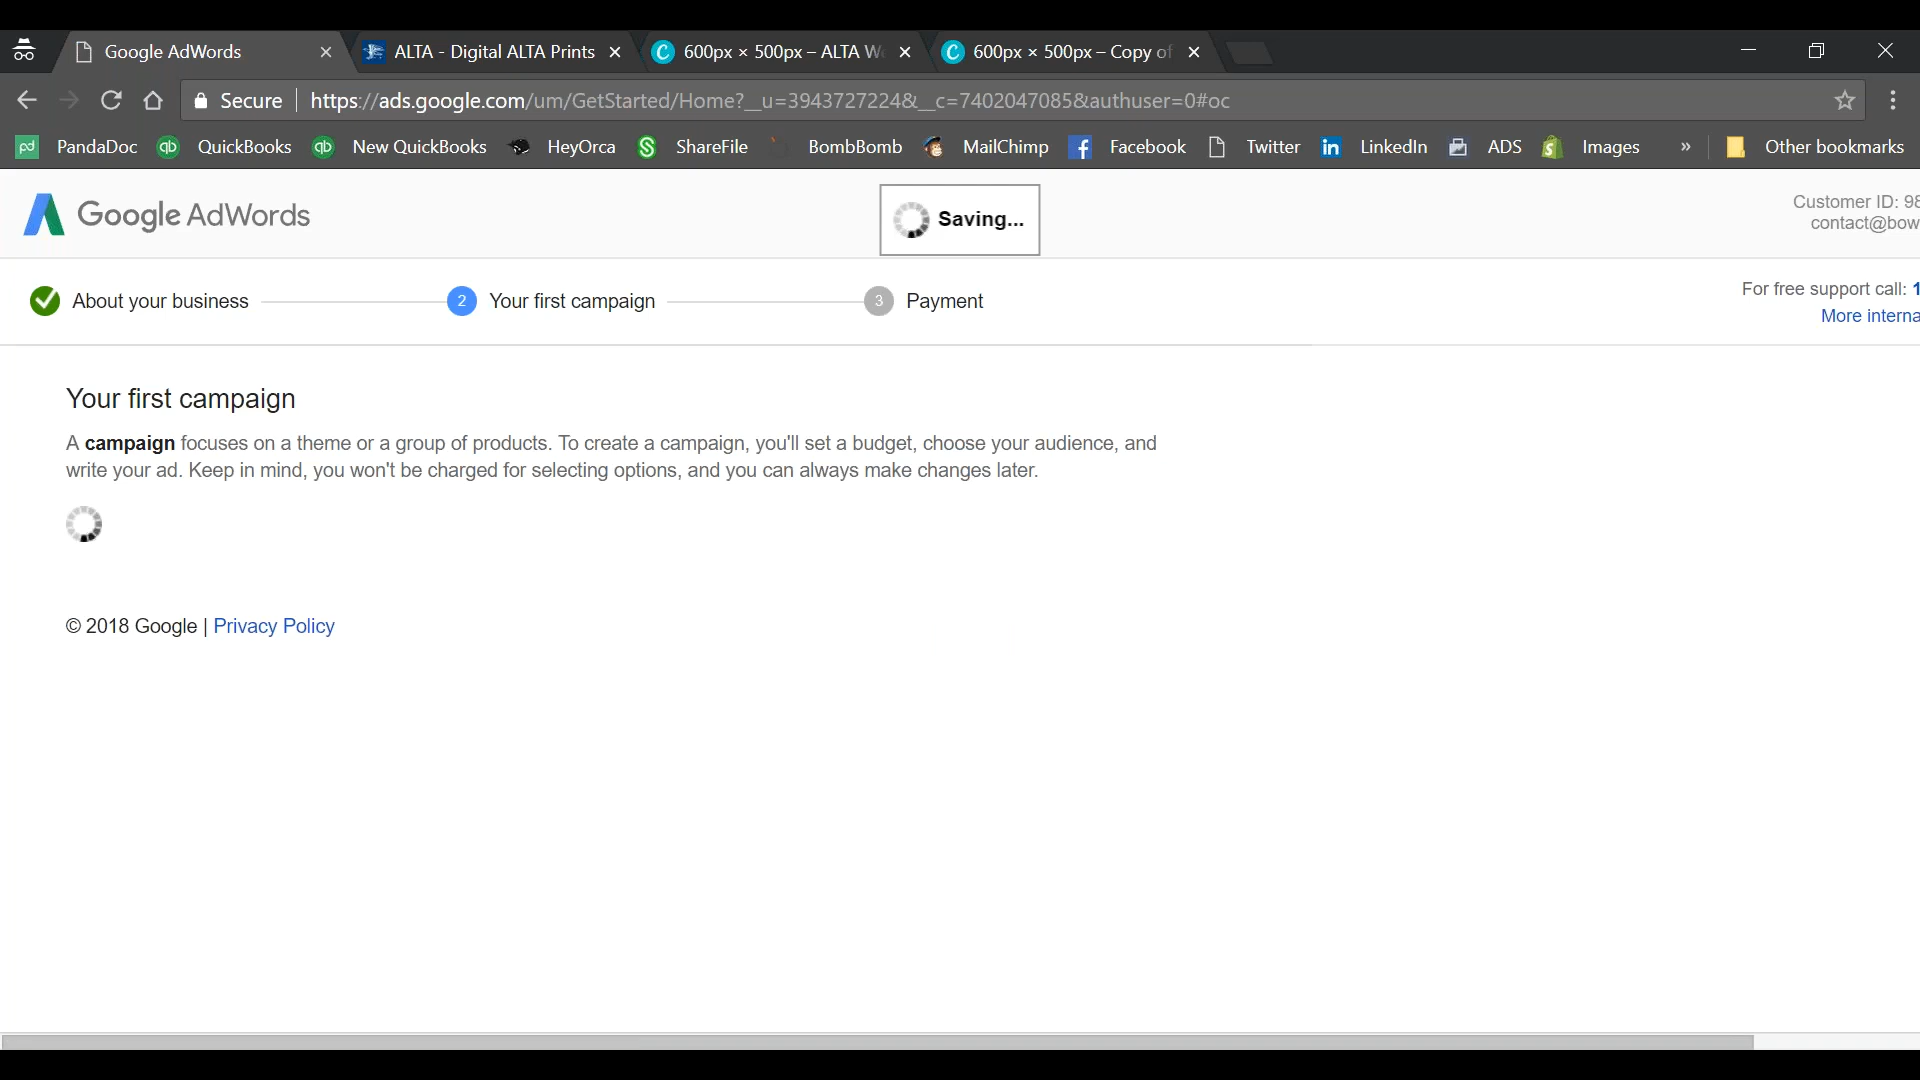 Google AdWords
ALTA - Digital ALTA Prints
600px × 500px – ALTA
600px × 500px – Copy of
Secure
https://ads.google.com/um/GetStarted/Home?__u=3943727224&__c=7402047085&authuser=0#oc
pd PandaDoc
qb QuickBooks
qb New QuickBooks
HeyOrca
ShareFile
BombBomb
MailChimp
Facebook
Twitter
in LinkedIn
ADS
Images
»
Other bookmarks
Google AdWords
Saving...
Customer ID: 98
contact@bow
About your business
2 Your first campaign
3 Payment
For free support call: 1
More interna
Your first campaign
A campaign focuses on a theme or a group of products. To create a campaign, you'll set a budget, choose your audience, and
write your ad. Keep in mind, you won't be charged for selecting options, and you can always make changes later.
© 2018 Google | Privacy Policy